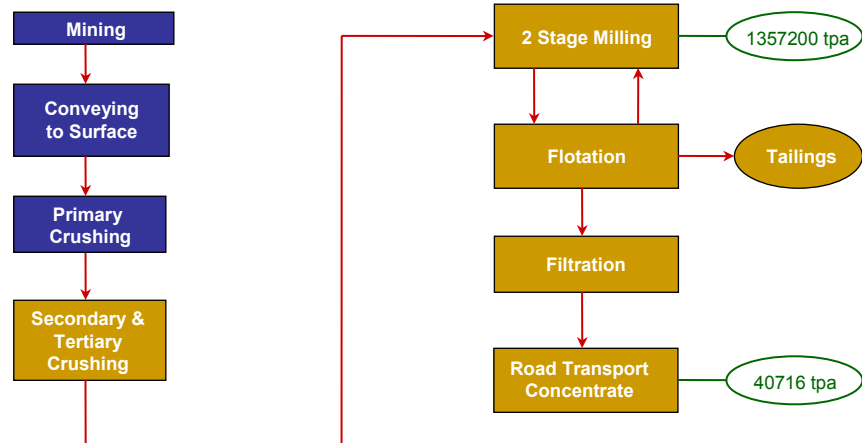 Mining
Conveying
to Surface
Primary
Crushing
Secondary &
Tertiary
Crushing
2 Stage Milling
1357200 tpa
Flotation
Tailings
Filtration
Road Transport
Concentrate
40716 tpa